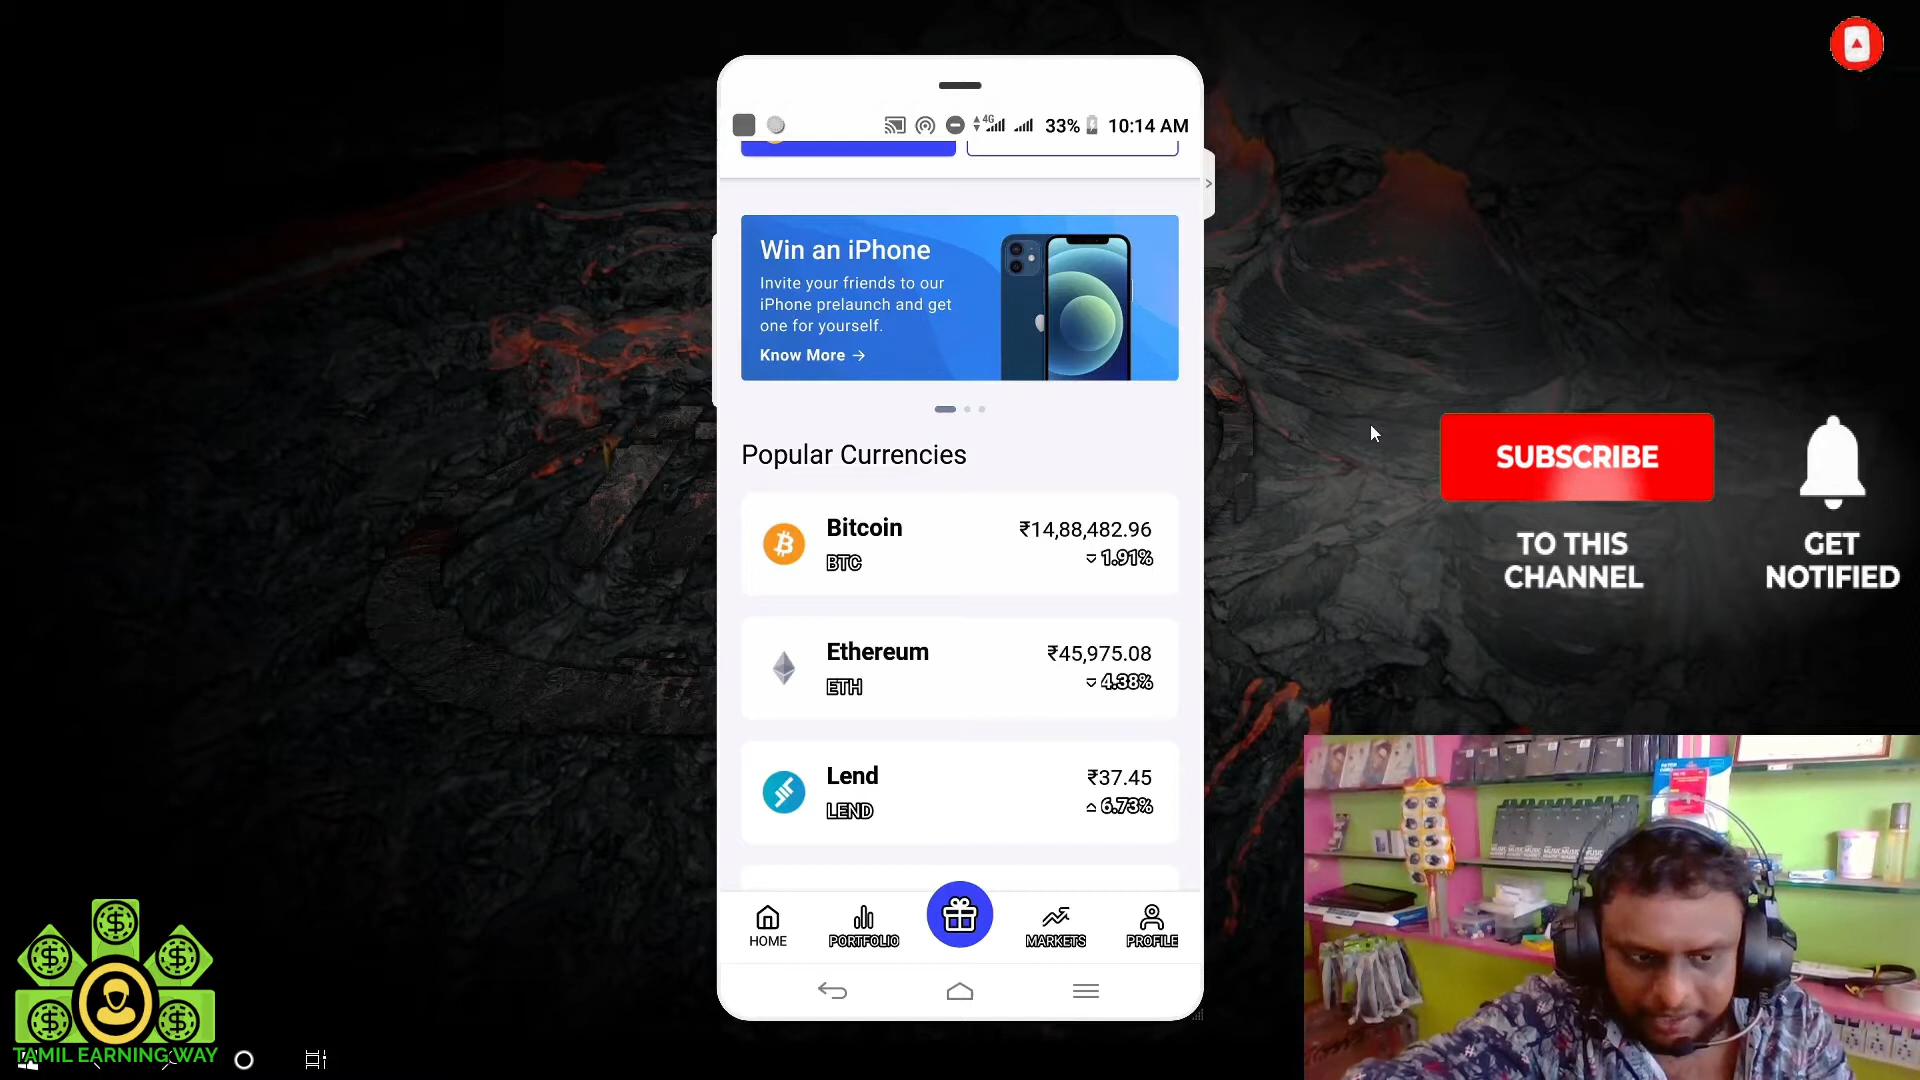 4G 33% 10:14 AM
Win an iPhone
Invite your friends to our
iPhone prelaunch and get
one for yourself.
Know More →
Popular Currencies
Bitcoin ₹14,88,482.96
BTC 1.91%
Ethereum ₹45,975.08
ETH 4.38%
Lend ₹37.45
LEND 6.73%
HOME PORTFOLIO MARKETS PROFILE
SUBSCRIBE
TO THIS
CHANNEL
GET
NOTIFIED
TAMIL EARNING WAY